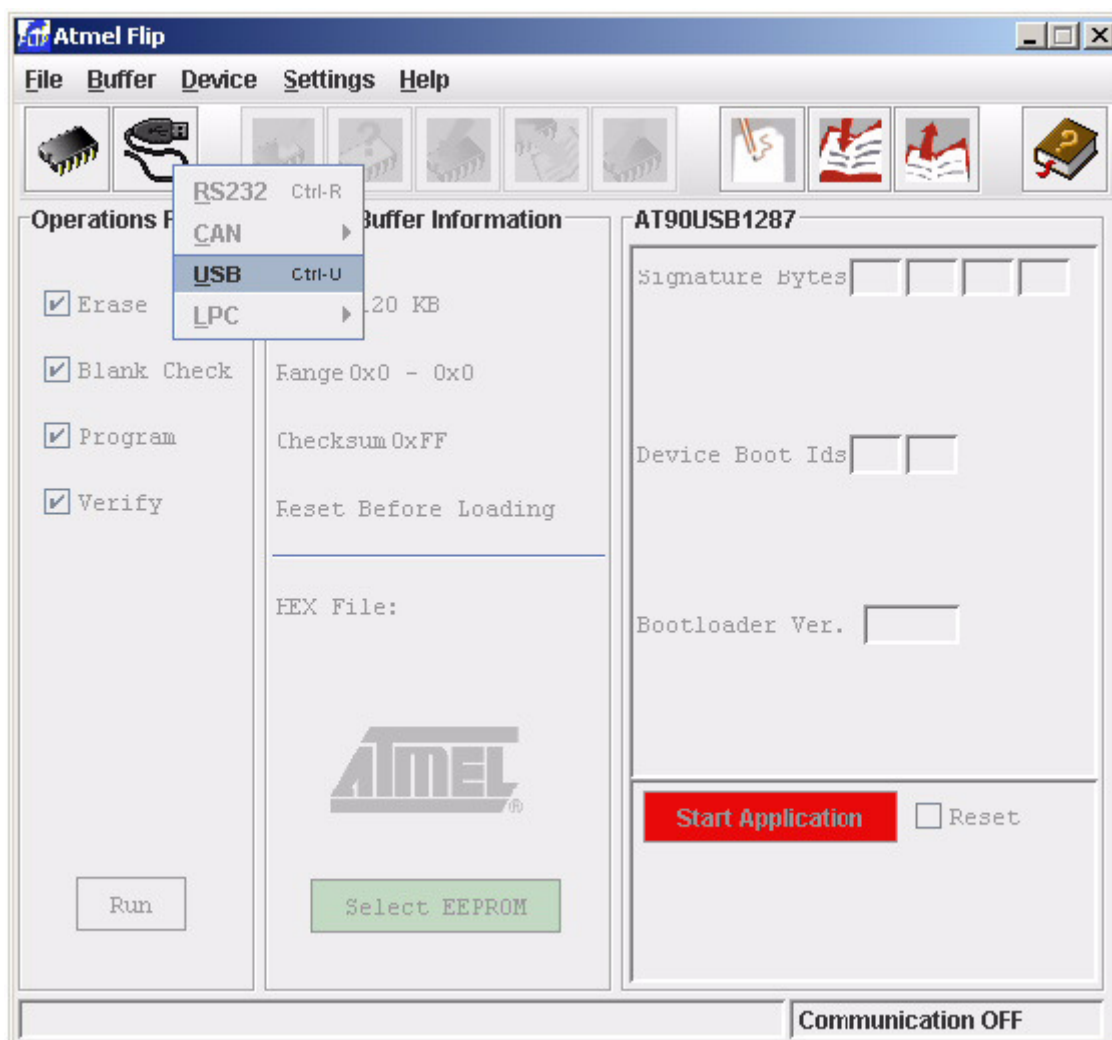 Atmel Flip
File Buffer Device Settings Help
RS232 Ctrl-R
CAN
USB Ctrl-U
LPC
Operations F
Buffer Information
AT90USB1287
Erase
Blank Check
Program
Verify
Run
20 KB
Range 0x0 - 0x0
Checksum 0xFF
Reset Before Loading
HEX File:
ATMEL®
Select EEPROM
Signature Bytes
Device Boot Ids
Bootloader Ver.
Start Application Reset
Communication OFF